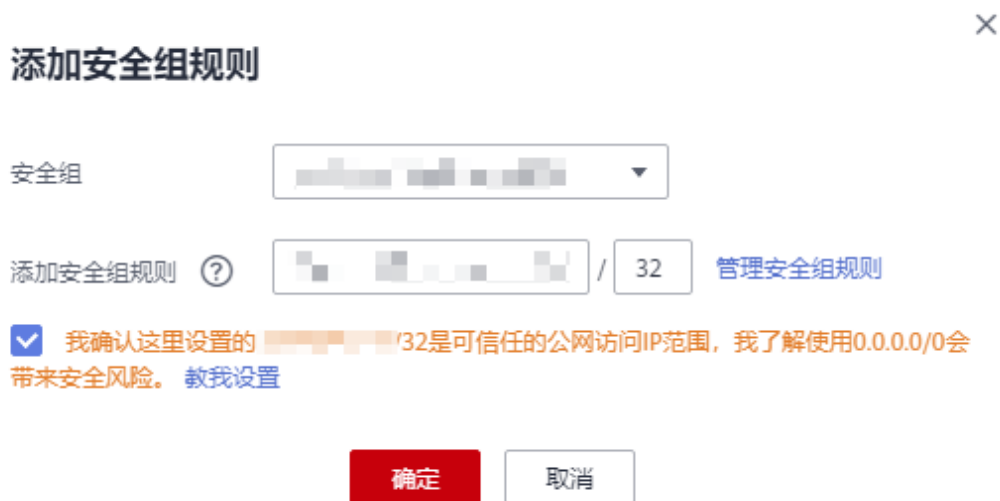 添加安全组规则
安全组
添加安全组规则 ? / 32 管理安全组规则
我确认这里设置的 /32是可信任的公网访问IP范围，我了解使用0.0.0.0/0会
带来安全风险。 教我设置
确定 取消